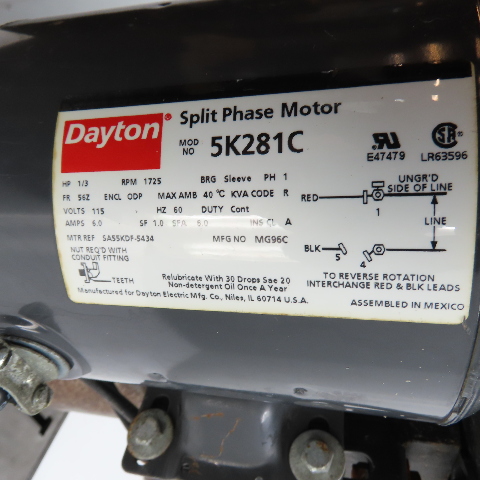 Dayton®
Split Phase Motor
MOD NO 5K281C
E47479
LR63596
HP 1/3 RPM 1725 BRG Sleeve PH 1
FR 56Z ENCL ODP MAX AMB 40°C KVA CODE R
VOLTS 115 HZ 60 DUTY Cont
AMPS 6.0 SF 1.0 SFA 6.0 INS CL A
MTR REF SA55KDF-5434 MFG NO MG96C
NUT REQ'D WITH
CONDUIT FITTING
TEETH
Relubricate With 30 Drops Sae 20
Non-detergent Oil Once A Year
Manufactured for Dayton Electric Mfg. Co., Niles, IL 60714 U.S.A.
UNGR'D
SIDE OF LINE
RED
1
LINE
BLK
5
4
TO REVERSE ROTATION
INTERCHANGE RED & BLK LEADS
ASSEMBLED IN MEXICO